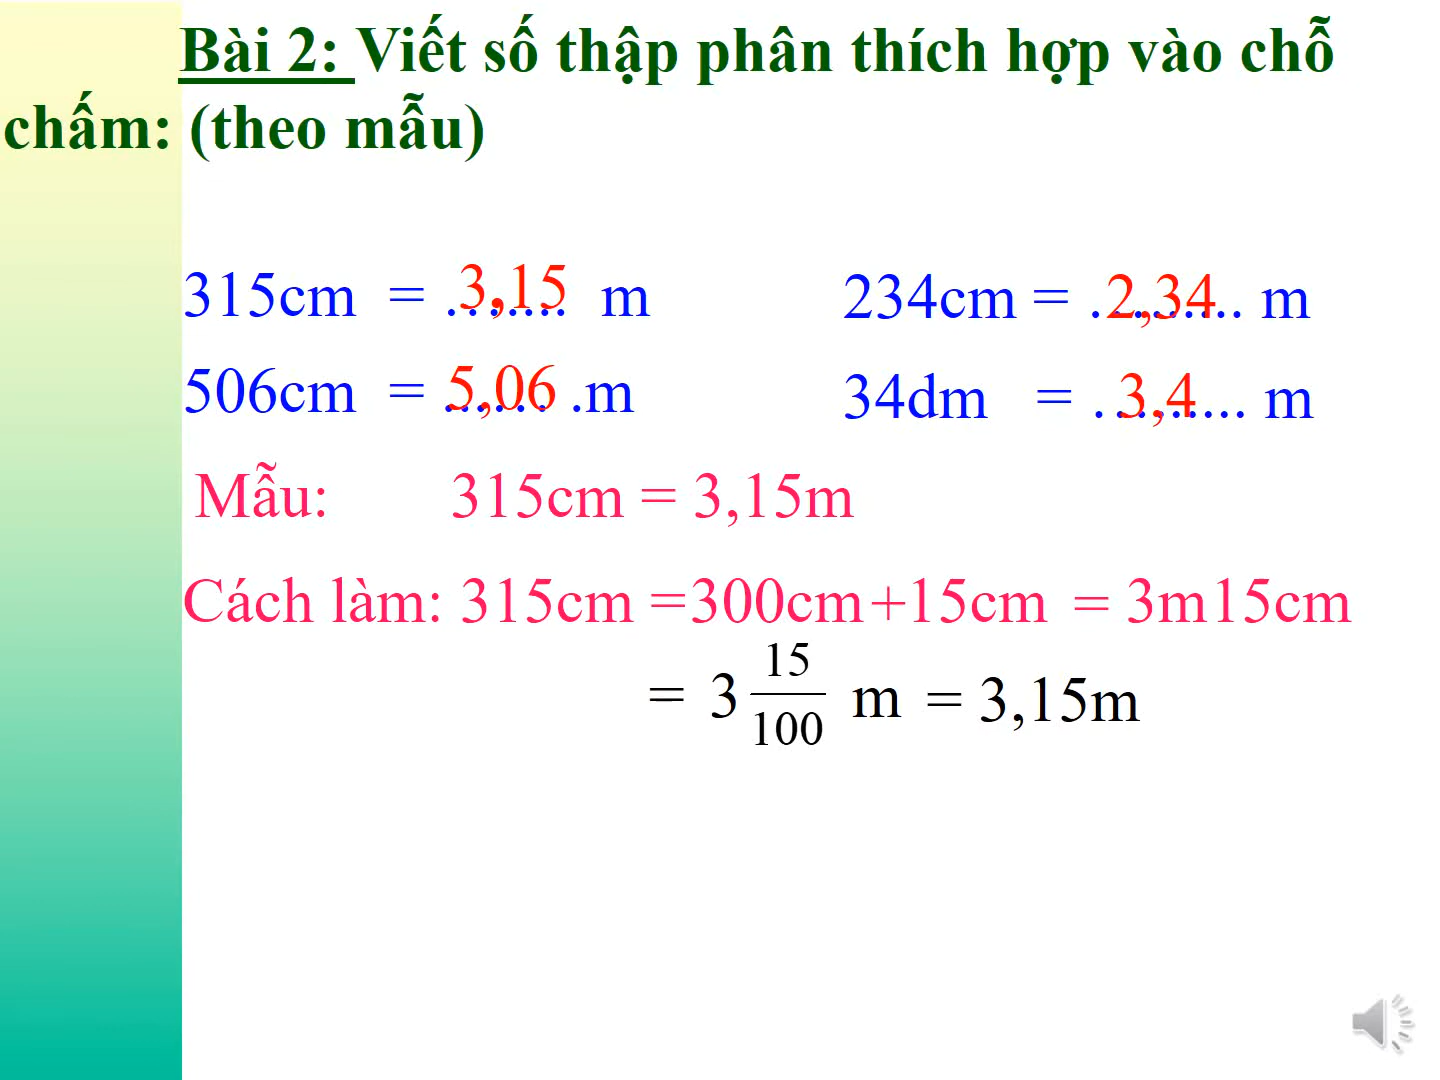 Bài 2: Viết số thập phân thích hợp vào chỗ
chấm: (theo mẫu)
315cm = 3,15 m
234cm = .2,34.. m
506cm = 5,06 .m
34dm = .3,4... m
Mẫu: 315cm = 3,15m
Cách làm: 315cm =300cm+15cm = 3m15cm
= 3 15/100 m = 3,15m